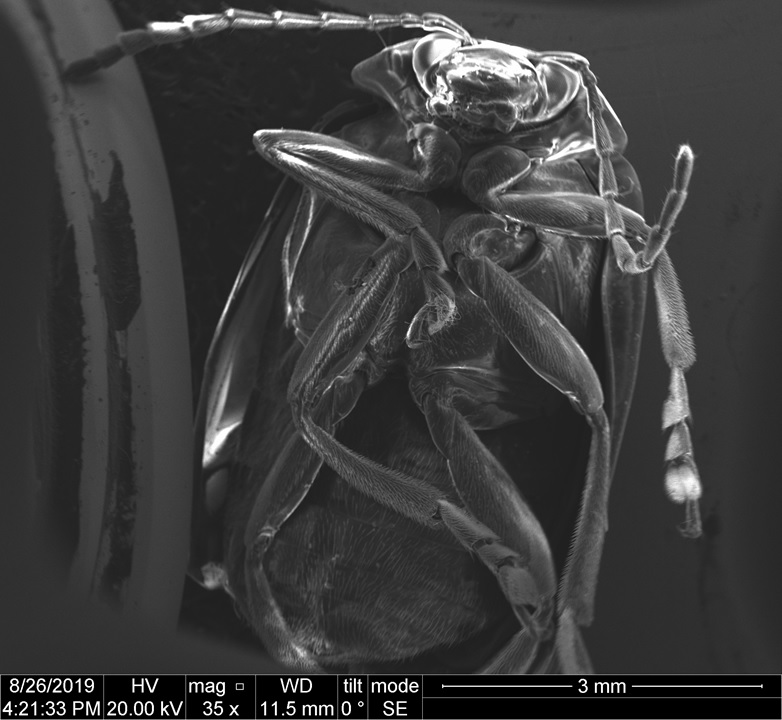 8/26/2019 HV mag □ WD tilt mode 3 mm
4:21:33 PM 20.00 kV 35 x 11.5 mm 0 ° SE